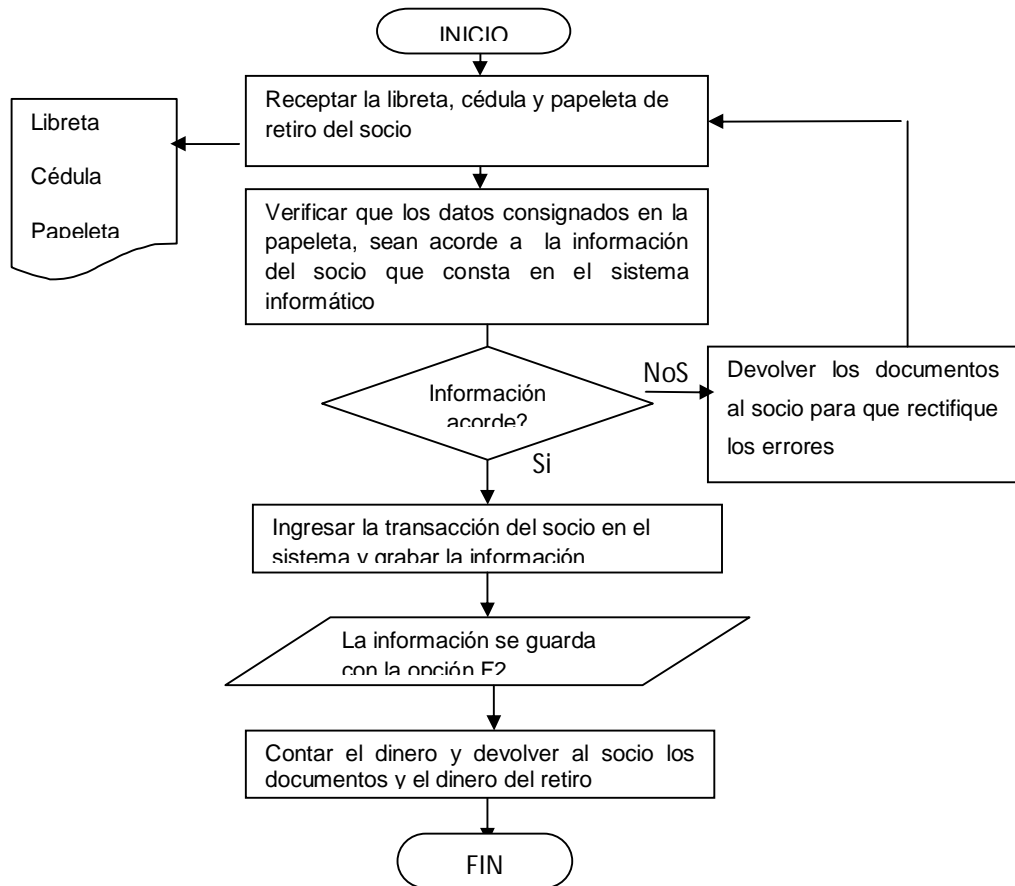 INICIO
Receptar la libreta, cédula y papeleta de
retiro del socio
Libreta
Cédula
Papeleta
Verificar que los datos consignados en la
papeleta, sean acorde a la información
del socio que consta en el sistema
informático
Información
acorde?
NoS
Devolver los documentos
al socio para que rectifique
los errores
Si
Ingresar la transacción del socio en el
sistema y grabar la información
La información se guarda
con la opción F2
Contar el dinero y devolver al socio los
documentos y el dinero del retiro
FIN